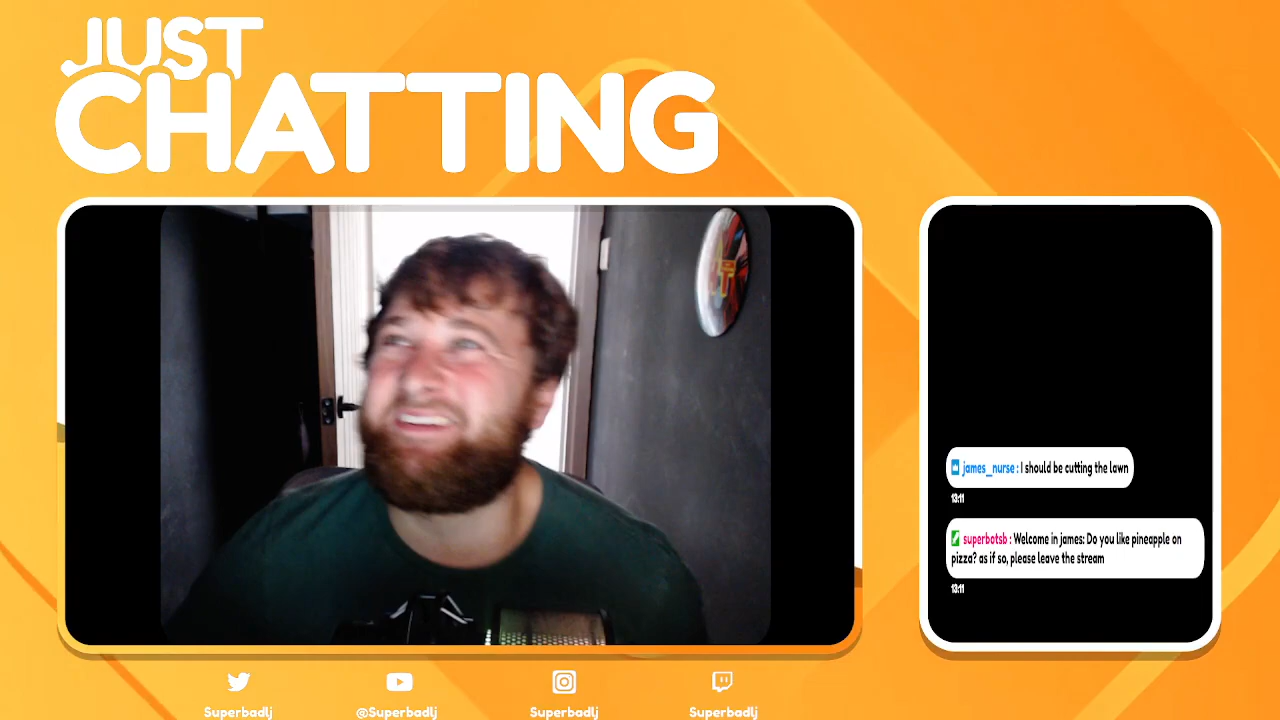 JUST
CHATTING
james_nurse : I should be cutting the lawn
13:11
superbotsb : Welcome in james: Do you like pineapple on
pizza? as if so, please leave the stream
13:11
Superbadlj
@Superbadlj
Superbadlj
Superbadlj